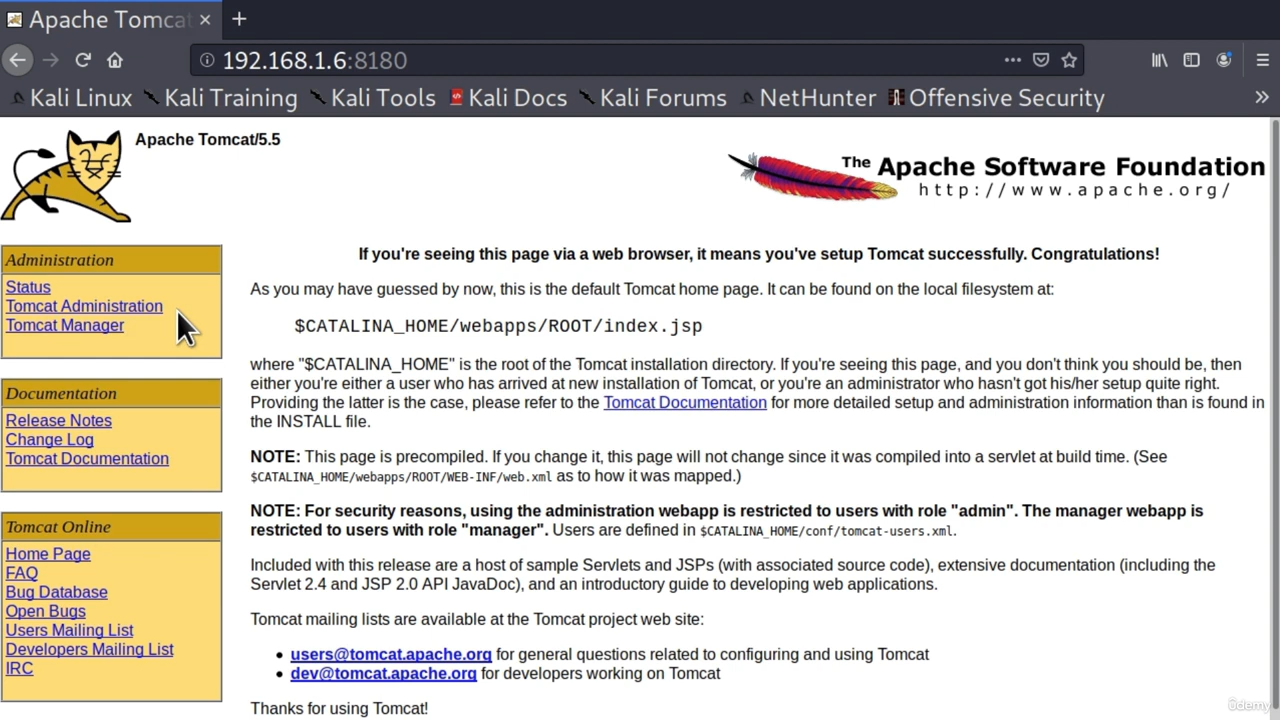 Apache Tomcat
192.168.1.6:8180
Kali Linux Kali Training Kali Tools Kali Docs Kali Forums NetHunter Offensive Security
Apache Tomcat/5.5
The Apache Software Foundation
http://www.apache.org/
Administration
Status
Tomcat Administration
Tomcat Manager
Documentation
Release Notes
Change Log
Tomcat Documentation
Tomcat Online
Home Page
FAQ
Bug Database
Open Bugs
Users Mailing List
Developers Mailing List
IRC
If you're seeing this page via a web browser, it means you've setup Tomcat successfully. Congratulations!
As you may have guessed by now, this is the default Tomcat home page. It can be found on the local filesystem at:
$CATALINA_HOME/webapps/ROOT/index.jsp
where "$CATALINA_HOME" is the root of the Tomcat installation directory. If you're seeing this page, and you don't think you should be, then
either you're either a user who has arrived at new installation of Tomcat, or you're an administrator who hasn't got his/her setup quite right.
Providing the latter is the case, please refer to the Tomcat Documentation for more detailed setup and administration information than is found in
the INSTALL file.
NOTE: This page is precompiled. If you change it, this page will not change since it was compiled into a servlet at build time. (See
$CATALINA_HOME/webapps/ROOT/WEB-INF/web.xml as to how it was mapped.)
NOTE: For security reasons, using the administration webapp is restricted to users with role "admin". The manager webapp is
restricted to users with role "manager". Users are defined in $CATALINA_HOME/conf/tomcat-users.xml.
Included with this release are a host of sample Servlets and JSPs (with associated source code), extensive documentation (including the
Servlet 2.4 and JSP 2.0 API JavaDoc), and an introductory guide to developing web applications.
Tomcat mailing lists are available at the Tomcat project web site:
• users@tomcat.apache.org for general questions related to configuring and using Tomcat
• dev@tomcat.apache.org for developers working on Tomcat
Thanks for using Tomcat!
ûdemy